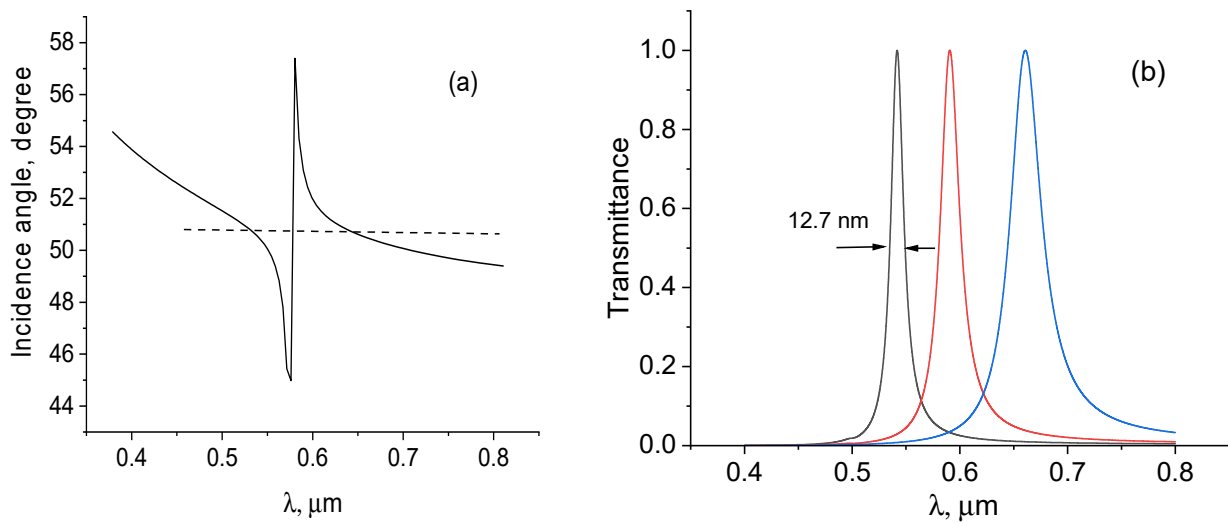 (a)
Incidence angle, degree
58
56
54
52
50
48
46
44
0.4 0.5 0.6 0.7 0.8
λ, μm
(b)
Transmittance
1.0
0.8
0.6
0.4
0.2
0.0
12.7 nm
0.4 0.5 0.6 0.7 0.8
λ, μm